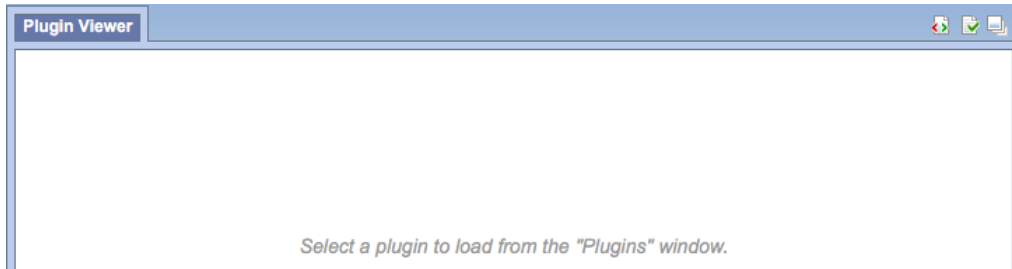 Plugin Viewer
Select a plugin to load from the "Plugins" window.